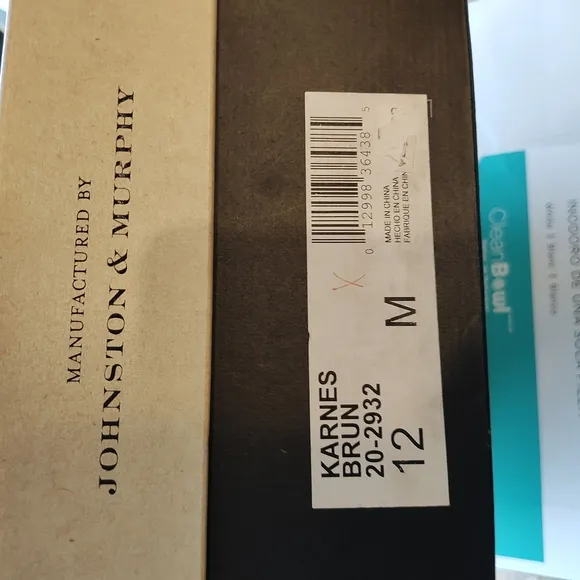 MANUFACTURED BY
JOHNSTON & MURPHY
KARNES
BRUN
20-2932
12 M
X
0 12998 36438 5
MADE IN CHINA
HECHO EN CHINA
FABRIQUE EN CHIN
Clean Bowl